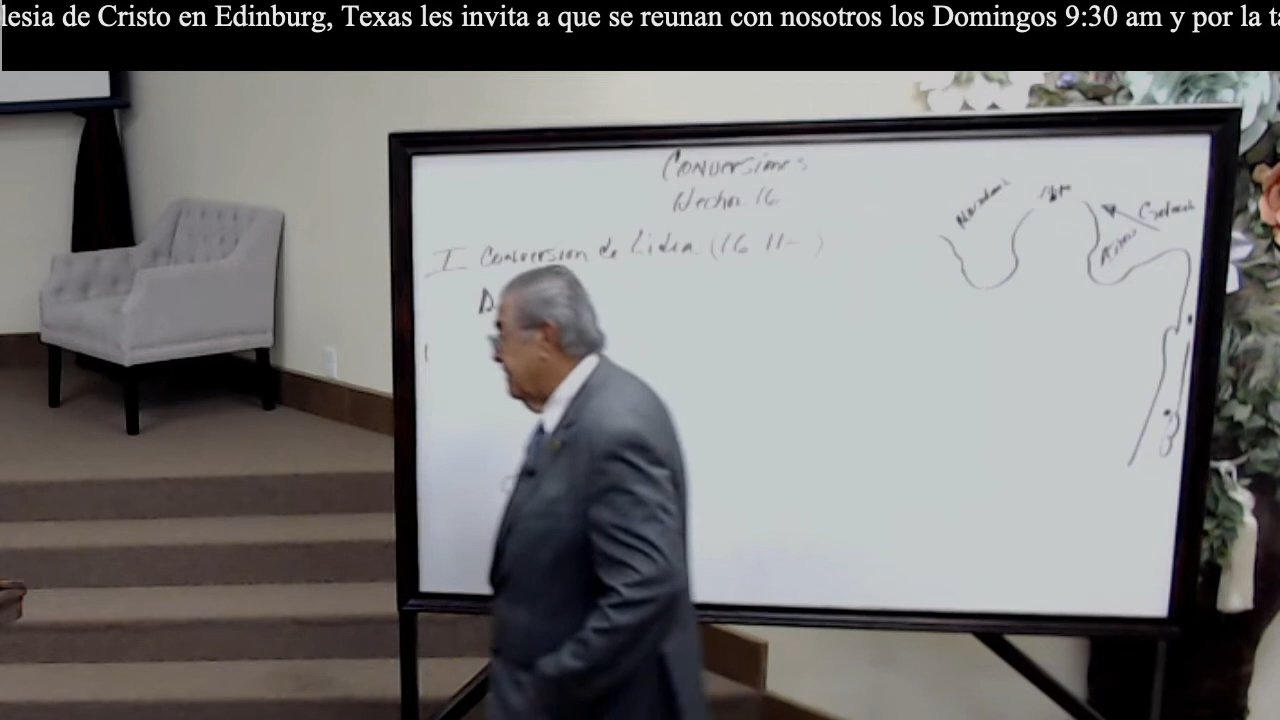 lesia de Cristo en Edinburg, Texas les invita a que se reunan con nosotros los Domingos 9:30 am y por la ta
Conversiones
Hechos 16
I Conversion de Lidia (16 11- )